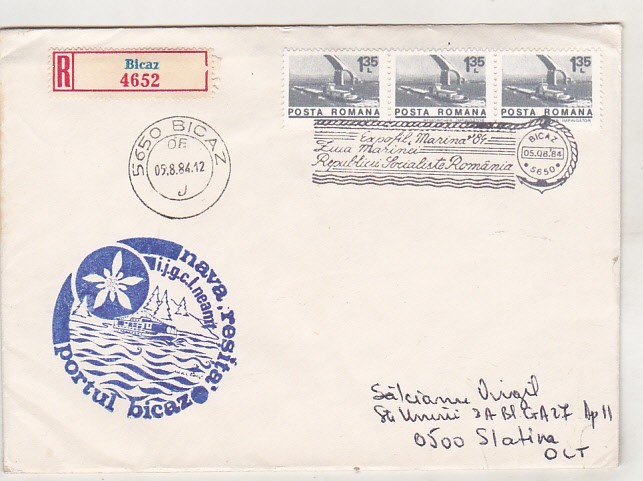 R
Bicaz
4652
1.35 L
POSTA ROMANA
1.35 L
POSTA ROMANA
1.35 L
POSTA ROMANA
Expofil „Marina" 84.
Ziua Marinei
Republicii Socialiste România
BICAZ
05.08.84
*5650*
5650 BICAZ
OE
05.8.84.12
J
nava „resita"
i.j.g.c.l. neamt
portul bicaz
Sălcianu Virgil
Str Unirii 2A Bl GA27 Ap 11
0500 Slatina
OLT